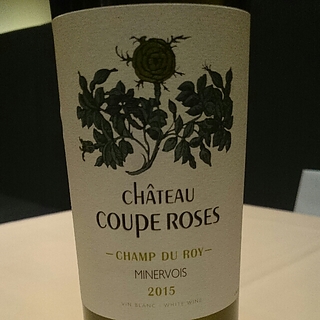 CHÂTEAU
COUPE ROSES
CHAMP DU ROY
MINERVOIS
2015
VIN BLANC - WHITE WINE